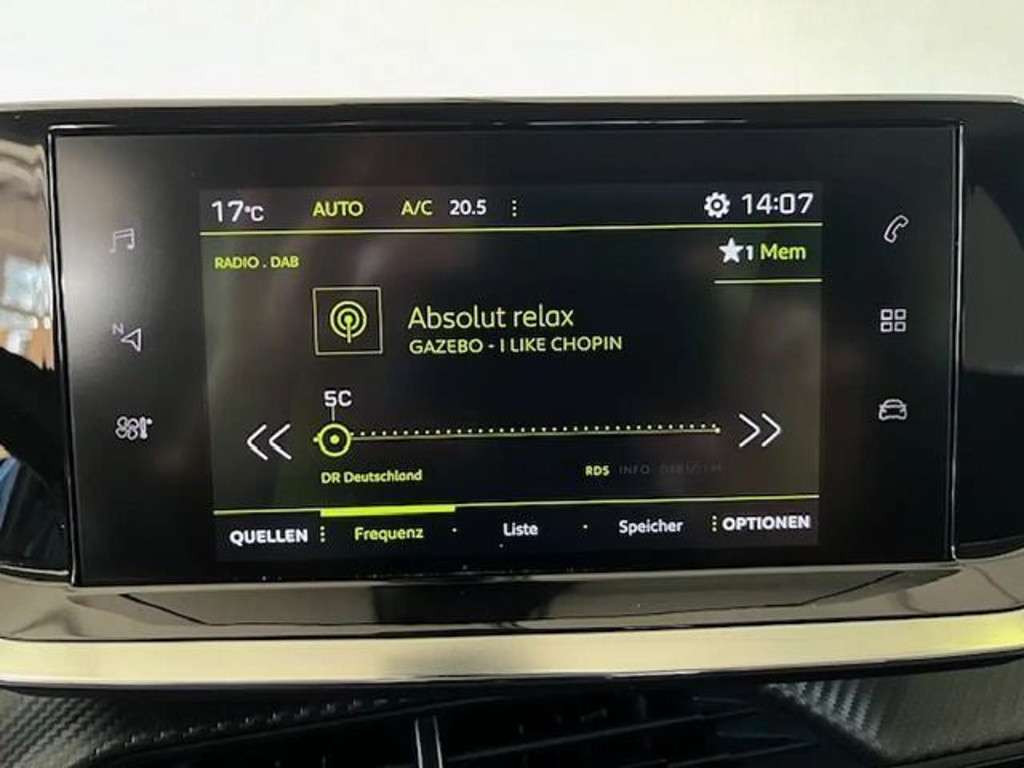 17°C AUTO A/C 20.5 14:07
1 Mem
RADIO . DAB
Absolut relax
GAZEBO - I LIKE CHOPIN
5C
N
DR Deutschland
RDS INFO
QUELLEN Frequenz Liste Speicher OPTIONEN